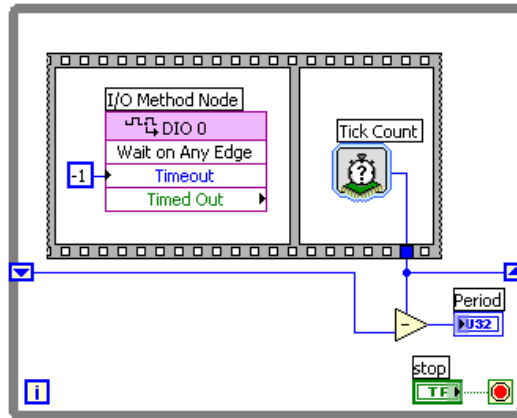 I/O Method Node
DIO 0
Wait on Any Edge
-1
Timeout
Timed Out
Tick Count
?
-
Period
U32
stop
TF
i